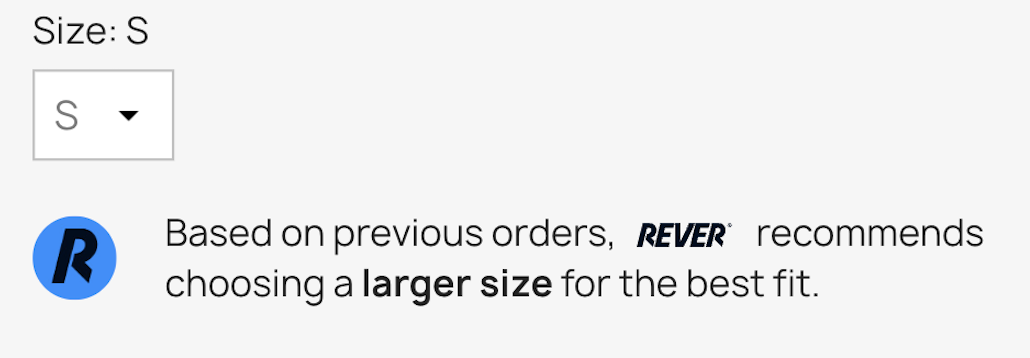 Size: S
S
R
Based on previous orders, REVER® recommends
choosing a larger size for the best fit.